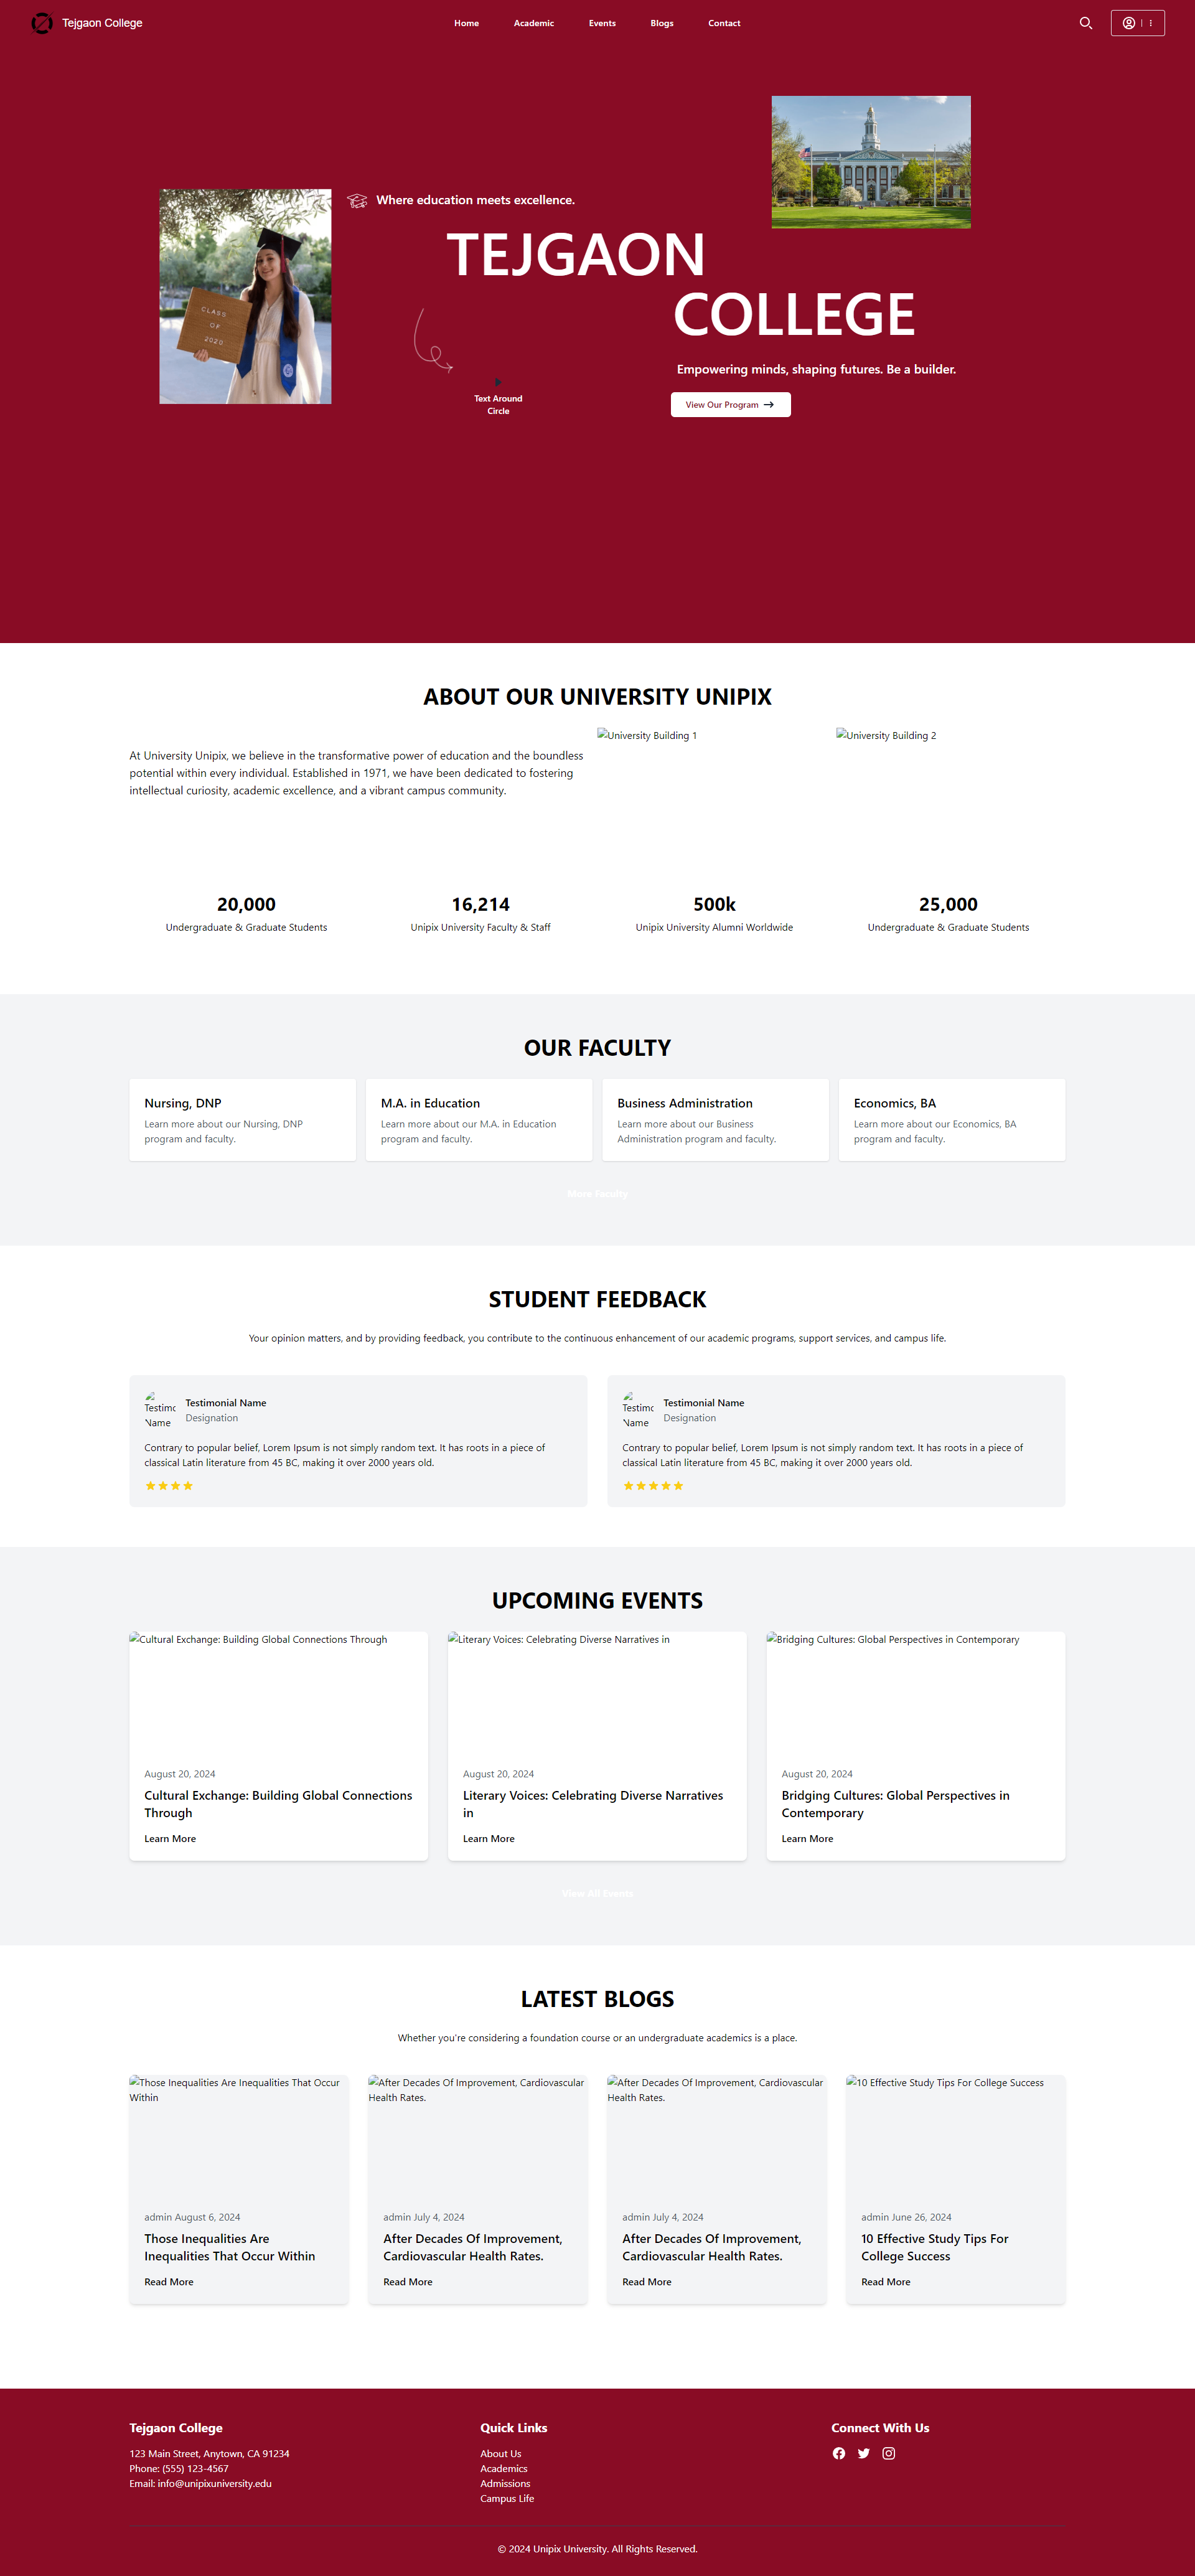 Tejgaon College
Home
Academic
Events
Blogs
Contact
Where education meets excellence.
TEJGAON
COLLEGE
CLASS
OF
2020
Empowering minds, shaping futures. Be a builder.
Text Around
Circle
View Our Program
ABOUT OUR UNIVERSITY UNIPIX
At University Unipix, we believe in the transformative power of education and the boundless
potential within every individual. Established in 1971, we have been dedicated to fostering
intellectual curiosity, academic excellence, and a vibrant campus community.
University Building 1
University Building 2
20,000
Undergraduate & Graduate Students
16,214
Unipix University Faculty & Staff
500k
Unipix University Alumni Worldwide
25,000
Undergraduate & Graduate Students
OUR FACULTY
Nursing, DNP
Learn more about our Nursing, DNP
program and faculty.
M.A. in Education
Learn more about our M.A. in Education
program and faculty.
Business Administration
Learn more about our Business
Administration program and faculty.
Economics, BA
Learn more about our Economics, BA
program and faculty.
More Faculty
STUDENT FEEDBACK
Your opinion matters, and by providing feedback, you contribute to the continuous enhancement of our academic programs, support services, and campus life.
Testimo
Name
Testimonial Name
Designation
Contrary to popular belief, Lorem Ipsum is not simply random text. It has roots in a piece of
classical Latin literature from 45 BC, making it over 2000 years old.
Testimo
Name
Testimonial Name
Designation
Contrary to popular belief, Lorem Ipsum is not simply random text. It has roots in a piece of
classical Latin literature from 45 BC, making it over 2000 years old.
UPCOMING EVENTS
Cultural Exchange: Building Global Connections Through
August 20, 2024
Cultural Exchange: Building Global Connections
Through
Learn More
Literary Voices: Celebrating Diverse Narratives in
August 20, 2024
Literary Voices: Celebrating Diverse Narratives
in
Learn More
Bridging Cultures: Global Perspectives in Contemporary
August 20, 2024
Bridging Cultures: Global Perspectives in
Contemporary
Learn More
View All Events
LATEST BLOGS
Whether you're considering a foundation course or an undergraduate academics is a place.
Those Inequalities Are Inequalities That Occur
Within
admin August 6, 2024
Those Inequalities Are
Inequalities That Occur Within
Read More
After Decades Of Improvement, Cardiovascular
Health Rates.
admin July 4, 2024
After Decades Of Improvement,
Cardiovascular Health Rates.
Read More
After Decades Of Improvement, Cardiovascular
Health Rates.
admin July 4, 2024
After Decades Of Improvement,
Cardiovascular Health Rates.
Read More
10 Effective Study Tips For College Success
admin June 26, 2024
10 Effective Study Tips For
College Success
Read More
Tejgaon College
123 Main Street, Anytown, CA 91234
Phone: (555) 123-4567
Email: info@unipixuniversity.edu
Quick Links
About Us
Academics
Admissions
Campus Life
Connect With Us
© 2024 Unipix University. All Rights Reserved.